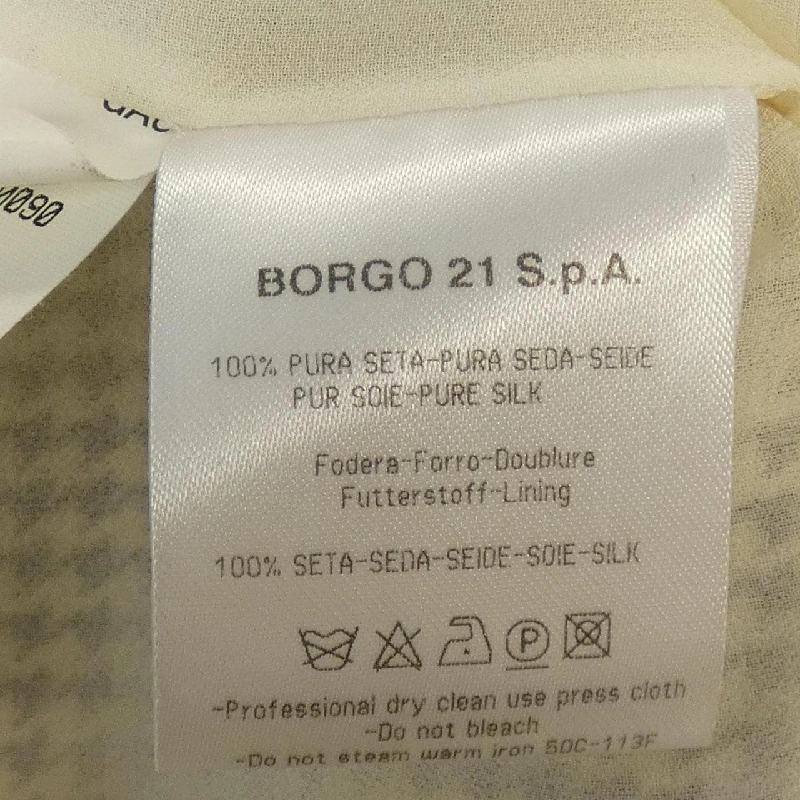 090
BORGO 21 S.p.A.
100% PURA SETA-PURA SEDA-SEIDE
PUR SOIE-PURE SILK
Fodera-Forro-Doublure
Futterstoff-Lining
100% SETA-SEDA-SEIDE-SOIE-SILK
P
-Professional dry clean use press cloth
-Do not bleach
-Do not steam warm iron 50C-113F